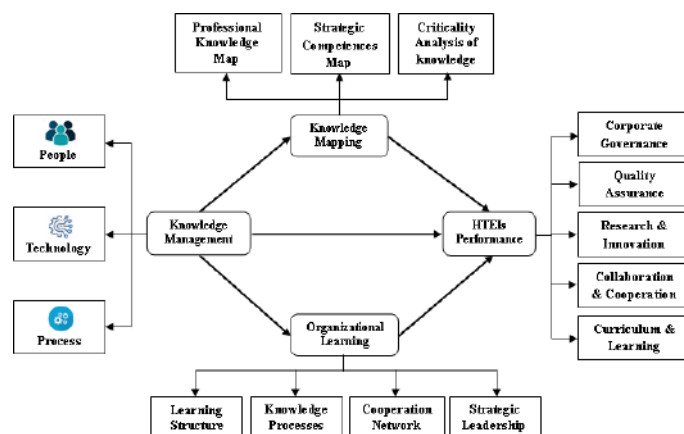 Professional
Knowledge
Map
Strategic
Competences
Map
Criticality
Analysis of
knowledge
People
Technology
Process
Knowledge
Mapping
Knowledge
Management
HTEIs
Performance
Organizational
Learning
Corporate
Governance
Quality
Assurance
Research &
Innovation
Collaboration
& Cooperation
Curriculum &
Learning
Learning
Structure
Knowledge
Processes
Cooperation
Network
Strategic
Leadership